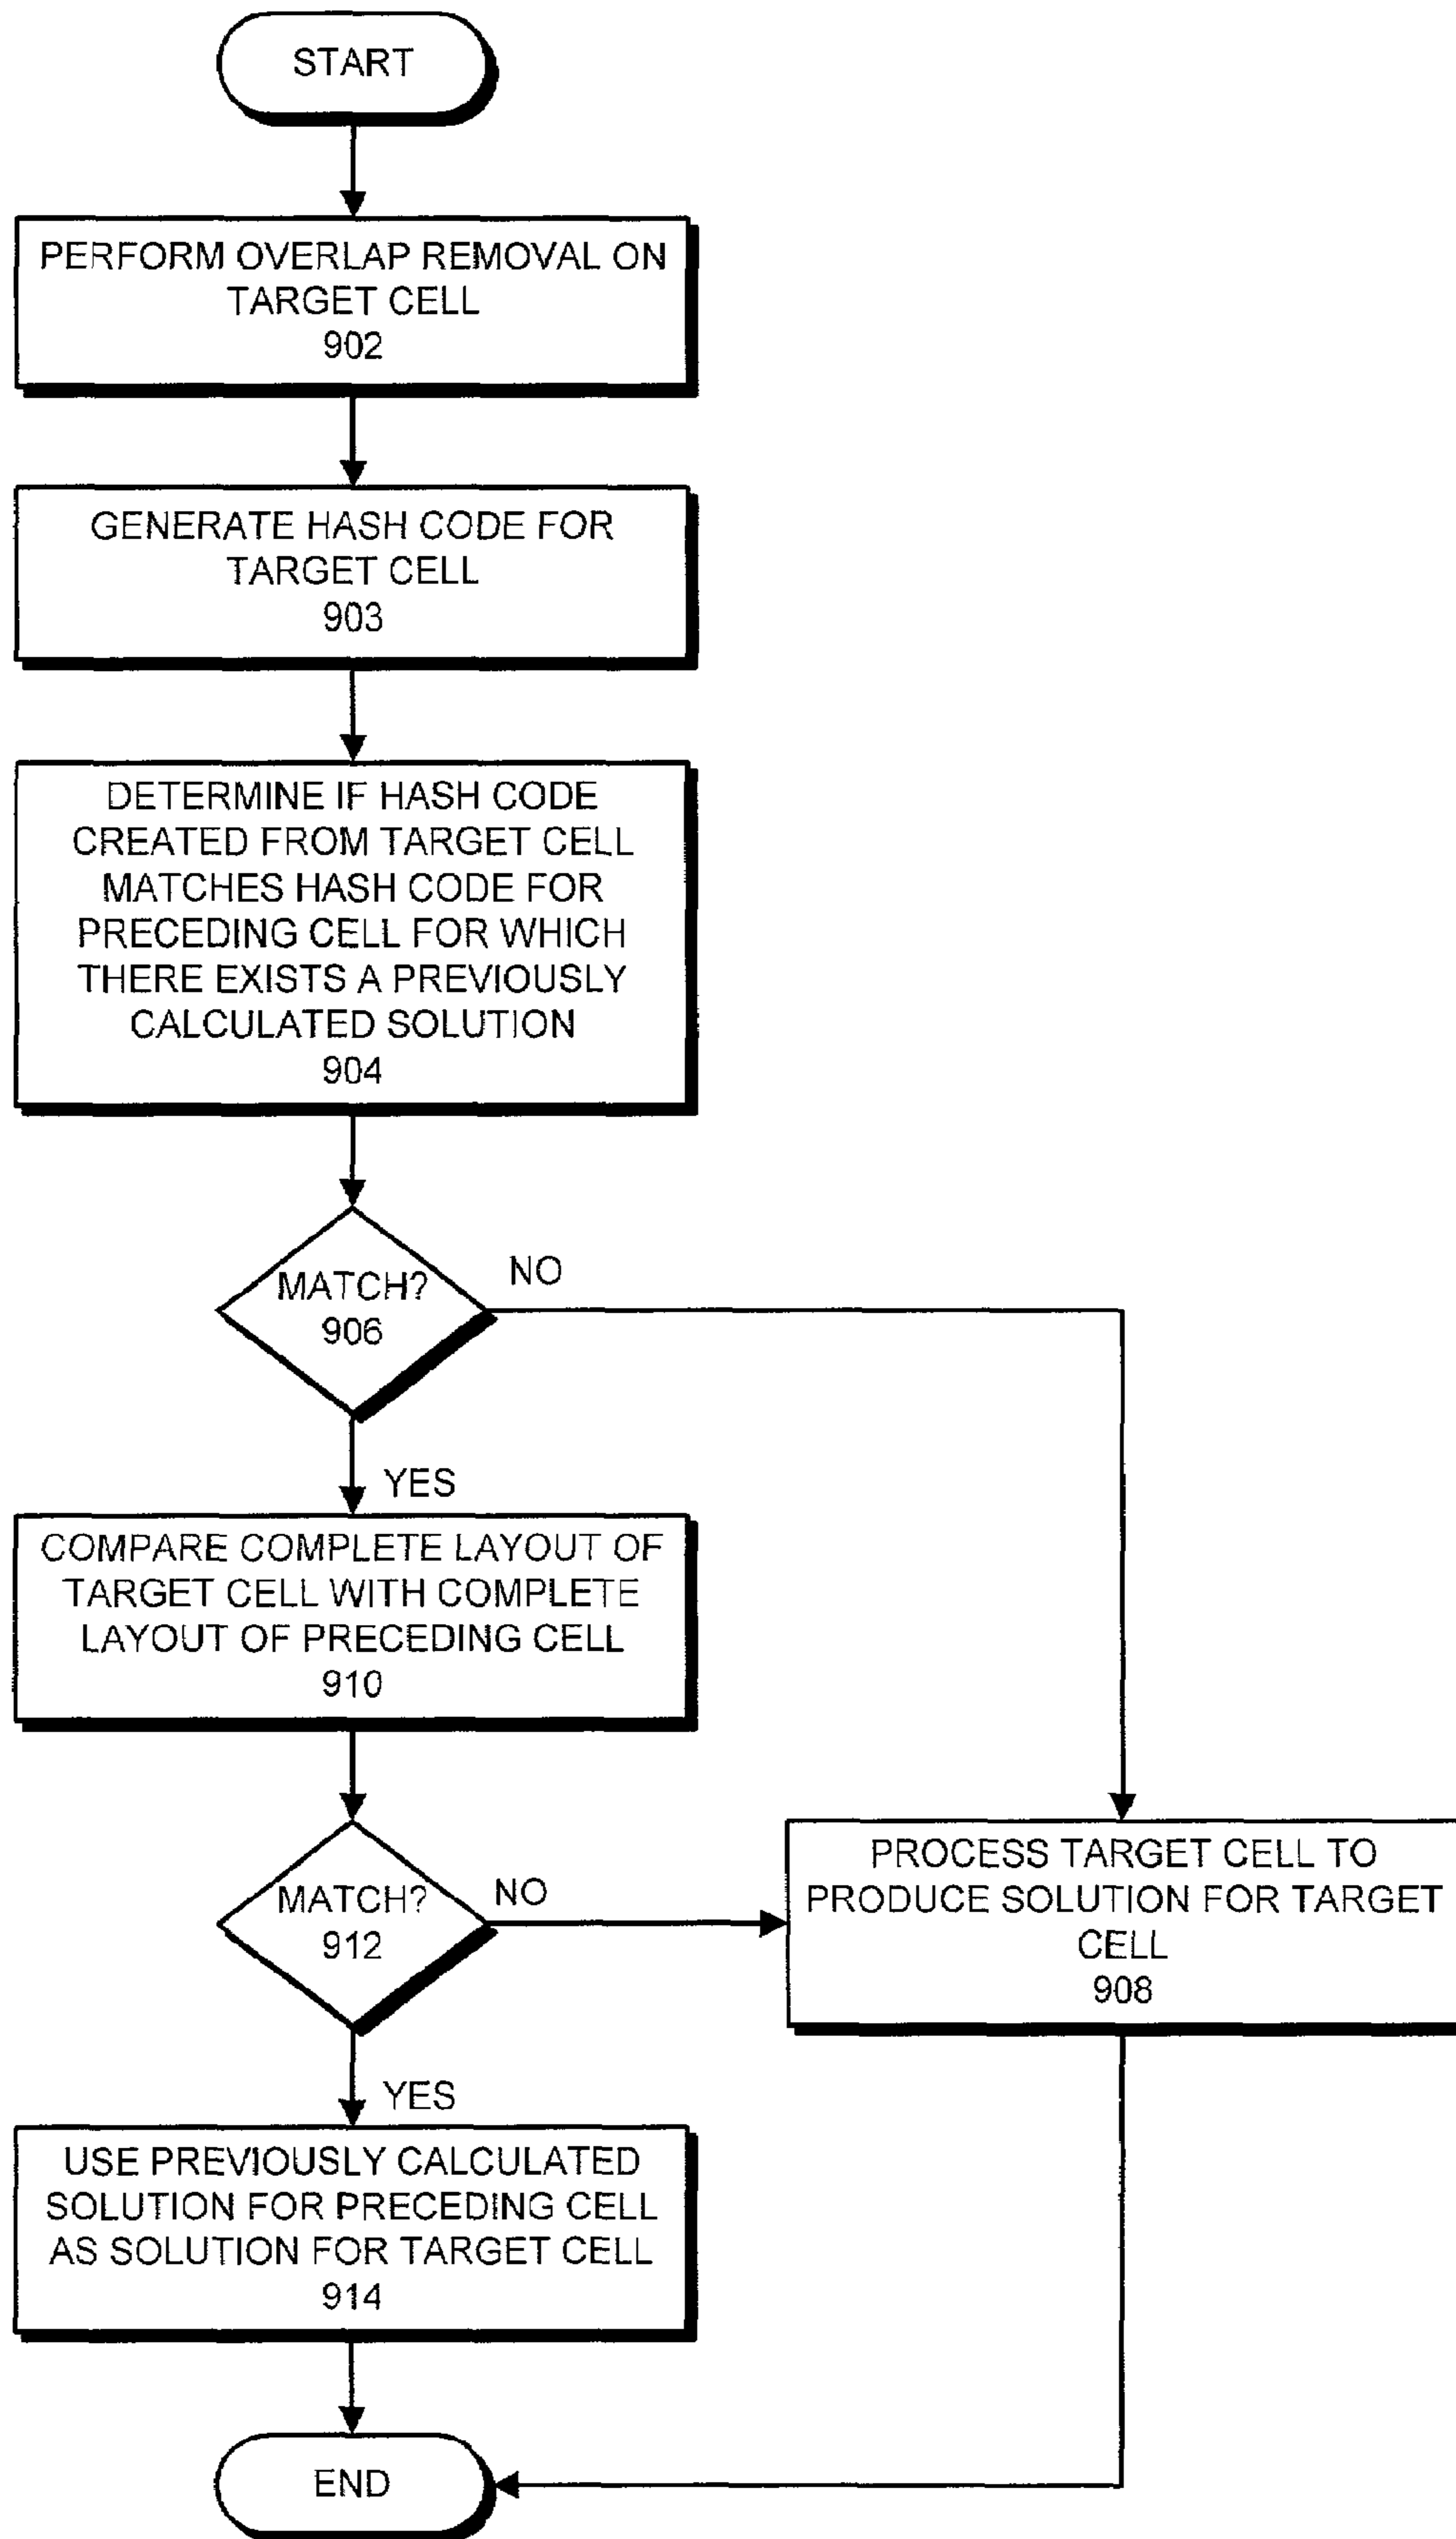 START
PERFORM OVERLAP REMOVAL ON
TARGET CELL
902
GENERATE HASH CODE FOR
TARGET CELL
903
DETERMINE IF HASH CODE
CREATED FROM TARGET CELL
MATCHES HASH CODE FOR
PRECEDING CELL FOR WHICH
THERE EXISTS A PREVIOUSLY
CALCULATED SOLUTION
904
MATCH?
906
NO
YES
COMPARE COMPLETE LAYOUT OF
TARGET CELL WITH COMPLETE
LAYOUT OF PRECEDING CELL
910
MATCH?
912
NO
PROCESS TARGET CELL TO
PRODUCE SOLUTION FOR TARGET
CELL
908
YES
USE PREVIOUSLY CALCULATED
SOLUTION FOR PRECEDING CELL
AS SOLUTION FOR TARGET CELL
914
END